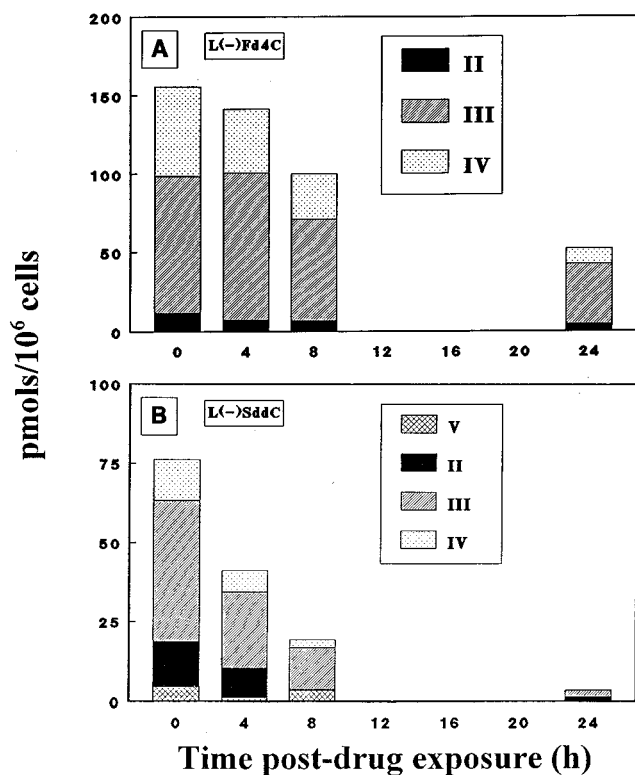 pmols/10⁶ cells
200
150
100
50
0
A
L(-)Fd4C
II
III
IV
0 4 8 12 16 20 24
100
75
50
25
0
B
L(-)SddC
V
II
III
IV
0 4 8 12 16 20 24
Time post-drug exposure (h)